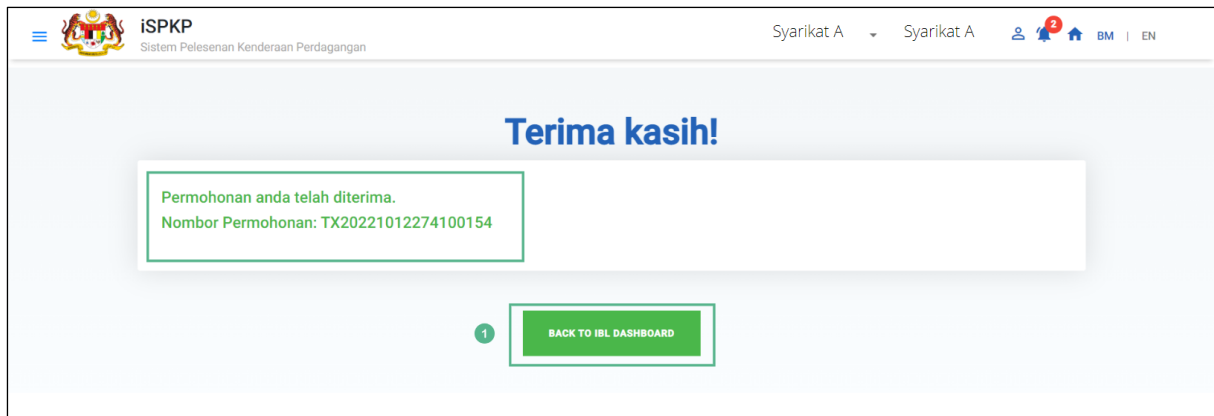 iSPKP
Sistem Pelesenan Kenderaan Perdagangan
Syarikat A
Syarikat A
2
BM | EN
Terima kasih!
Permohonan anda telah diterima.
Nombor Permohonan: TX20221012274100154
1
BACK TO IBL DASHBOARD